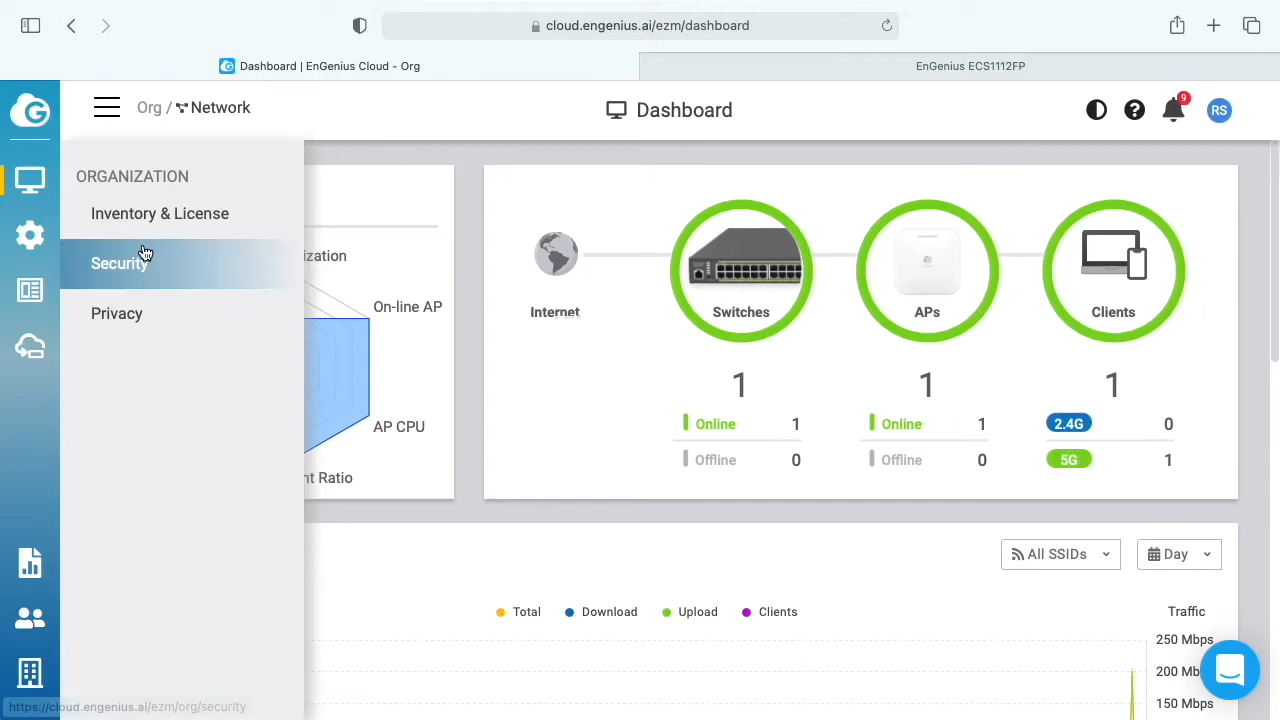 cloud.engenius.ai/ezm/dashboard
Dashboard | EnGenius Cloud - Org
EnGenius ECS1112FP
Org / Network
Dashboard
9
RS
ORGANIZATION
Inventory & License
Security
Privacy
ization
On-line AP
AP CPU
nt Ratio
Internet
Switches
APs
Clients
1
1
1
Online 1
Online 1
2.4G 0
Offline 0
Offline 0
5G 1
All SSIDs
Day
Total
Download
Upload
Clients
Traffic
250 Mbps
200 Mb
150 Mbps
https://cloud.engenius.ai/ezm/org/security